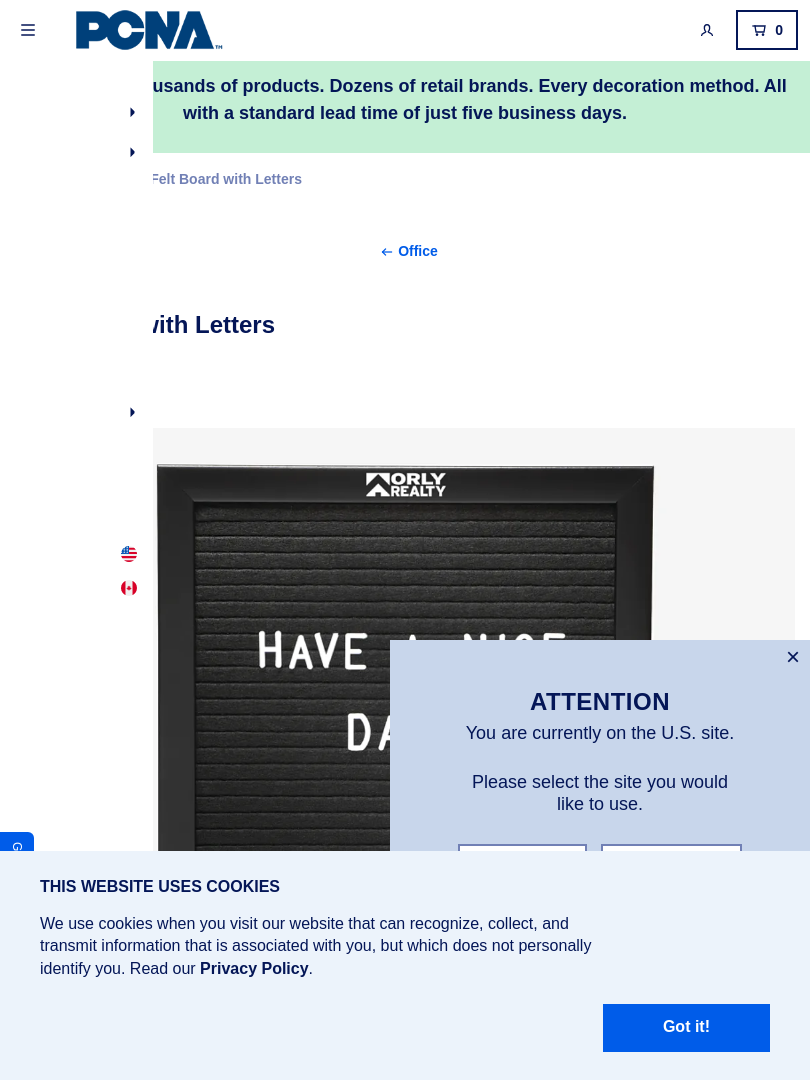 PCNA™
0
usands of products. Dozens of retail brands. Every decoration method. All
with a standard lead time of just five business days.
Felt Board with Letters
Office
with Letters
ORLY
REALTY
HAVE A NICE
ATTENTION
You are currently on the U.S. site.
Please select the site you would
like to use.
G
THIS WEBSITE USES COOKIES
We use cookies when you visit our website that can recognize, collect, and
transmit information that is associated with you, but which does not personally
identify you. Read our Privacy Policy.
Got it!